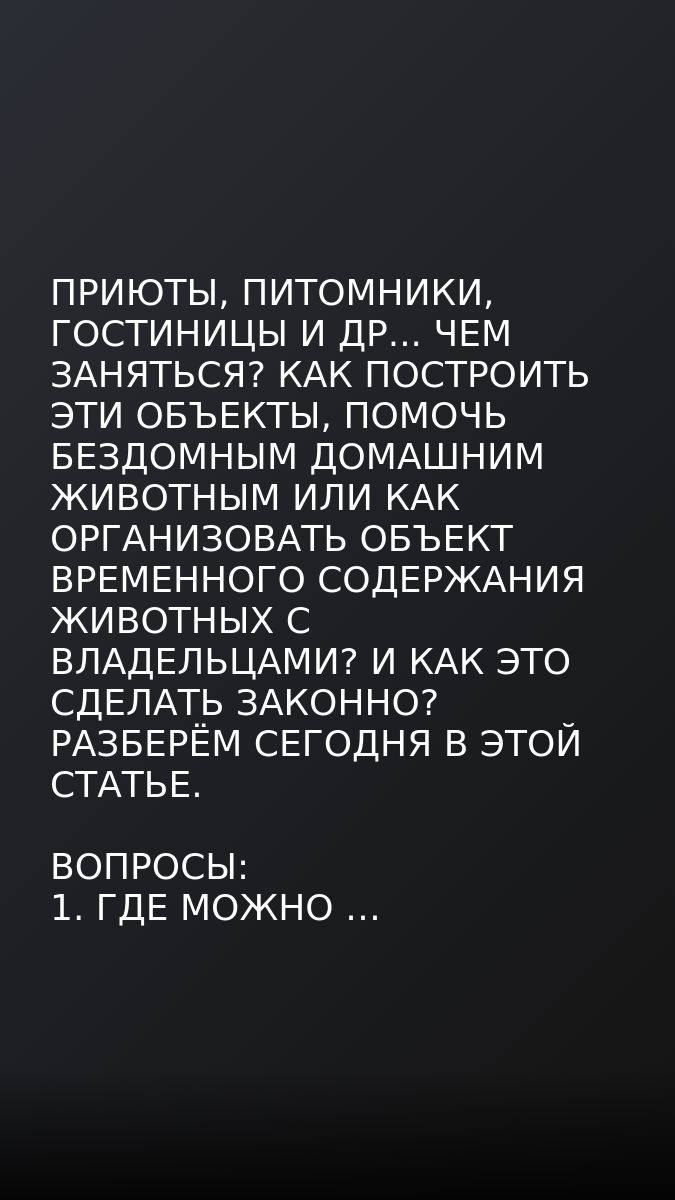 ПРИЮТЫ, ПИТОМНИКИ,
ГОСТИНИЦЫ И ДР... ЧЕМ
ЗАНЯТЬСЯ? КАК ПОСТРОИТЬ
ЭТИ ОБЪЕКТЫ, ПОМОЧЬ
БЕЗДОМНЫМ ДОМАШНИМ
ЖИВОТНЫМ ИЛИ КАК
ОРГАНИЗОВАТЬ ОБЪЕКТ
ВРЕМЕННОГО СОДЕРЖАНИЯ
ЖИВОТНЫХ С
ВЛАДЕЛЬЦАМИ? И КАК ЭТО
СДЕЛАТЬ ЗАКОННО?
РАЗБЕРЁМ СЕГОДНЯ В ЭТОЙ
СТАТЬЕ.
ВОПРОСЫ:
1. ГДЕ МОЖНО ...